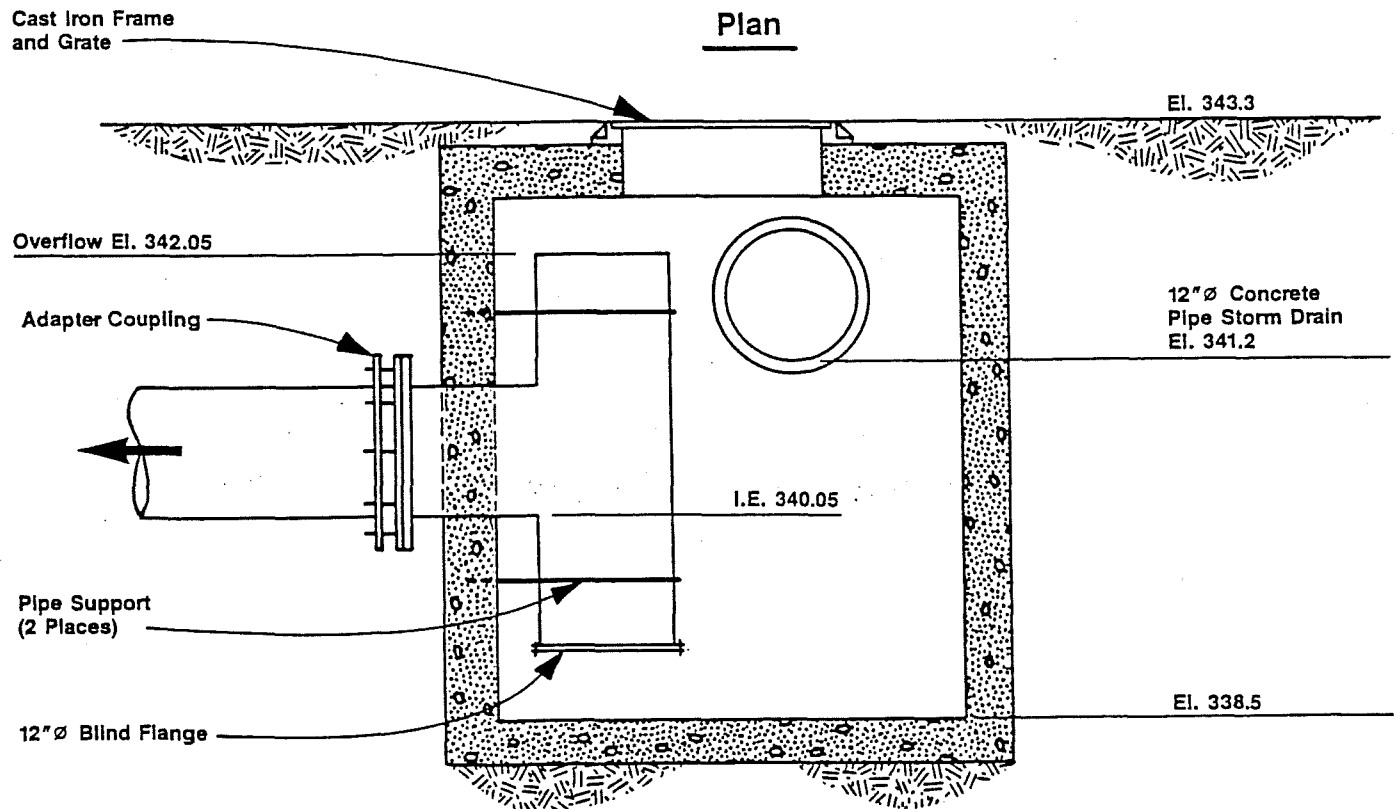 Cast Iron Frame
and Grate
Plan
El. 343.3
Overflow El. 342.05
Adapter Coupling
12"Ø Concrete
Pipe Storm Drain
El. 341.2
I.E. 340.05
Pipe Support
(2 Places)
El. 338.5
12"Ø Blind Flange